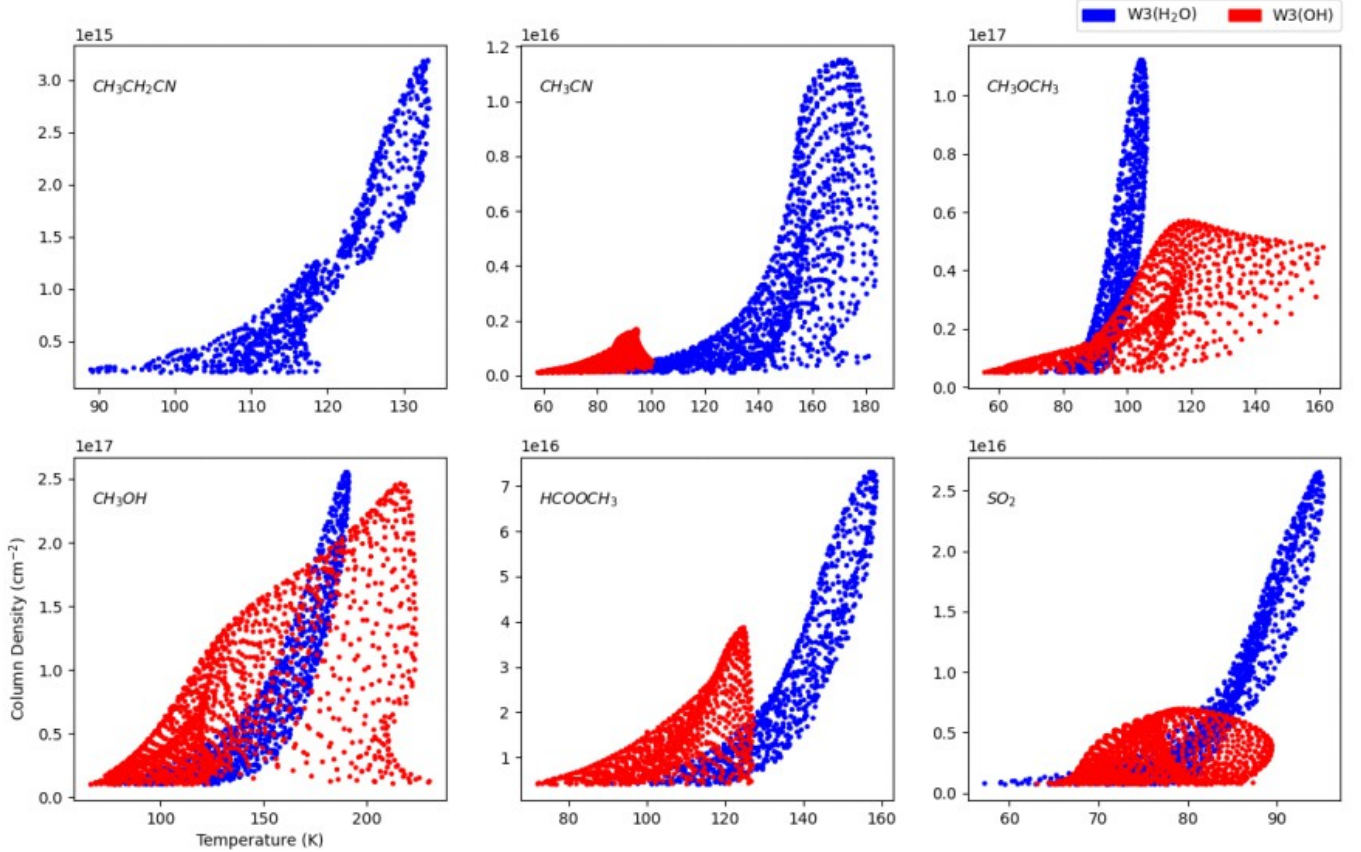 W3(H₂O) W3(OH)
1e15
CH₃CH₂CN
3.0
2.5
2.0
1.5
1.0
0.5
90 100 110 120 130
1e16
CH₃CN
1.2
1.0
0.8
0.6
0.4
0.2
0.0
60 80 100 120 140 160 180
1e17
CH₃OCH₃
1.0
0.8
0.6
0.4
0.2
0.0
60 80 100 120 140 160
1e17
CH₃OH
2.5
2.0
1.5
1.0
0.5
0.0
Column Density (cm⁻²)
100 150 200
Temperature (K)
1e16
HCOOCH₃
7
6
5
4
3
2
1
80 100 120 140 160
1e16
SO₂
2.5
2.0
1.5
1.0
0.5
0.0
60 70 80 90